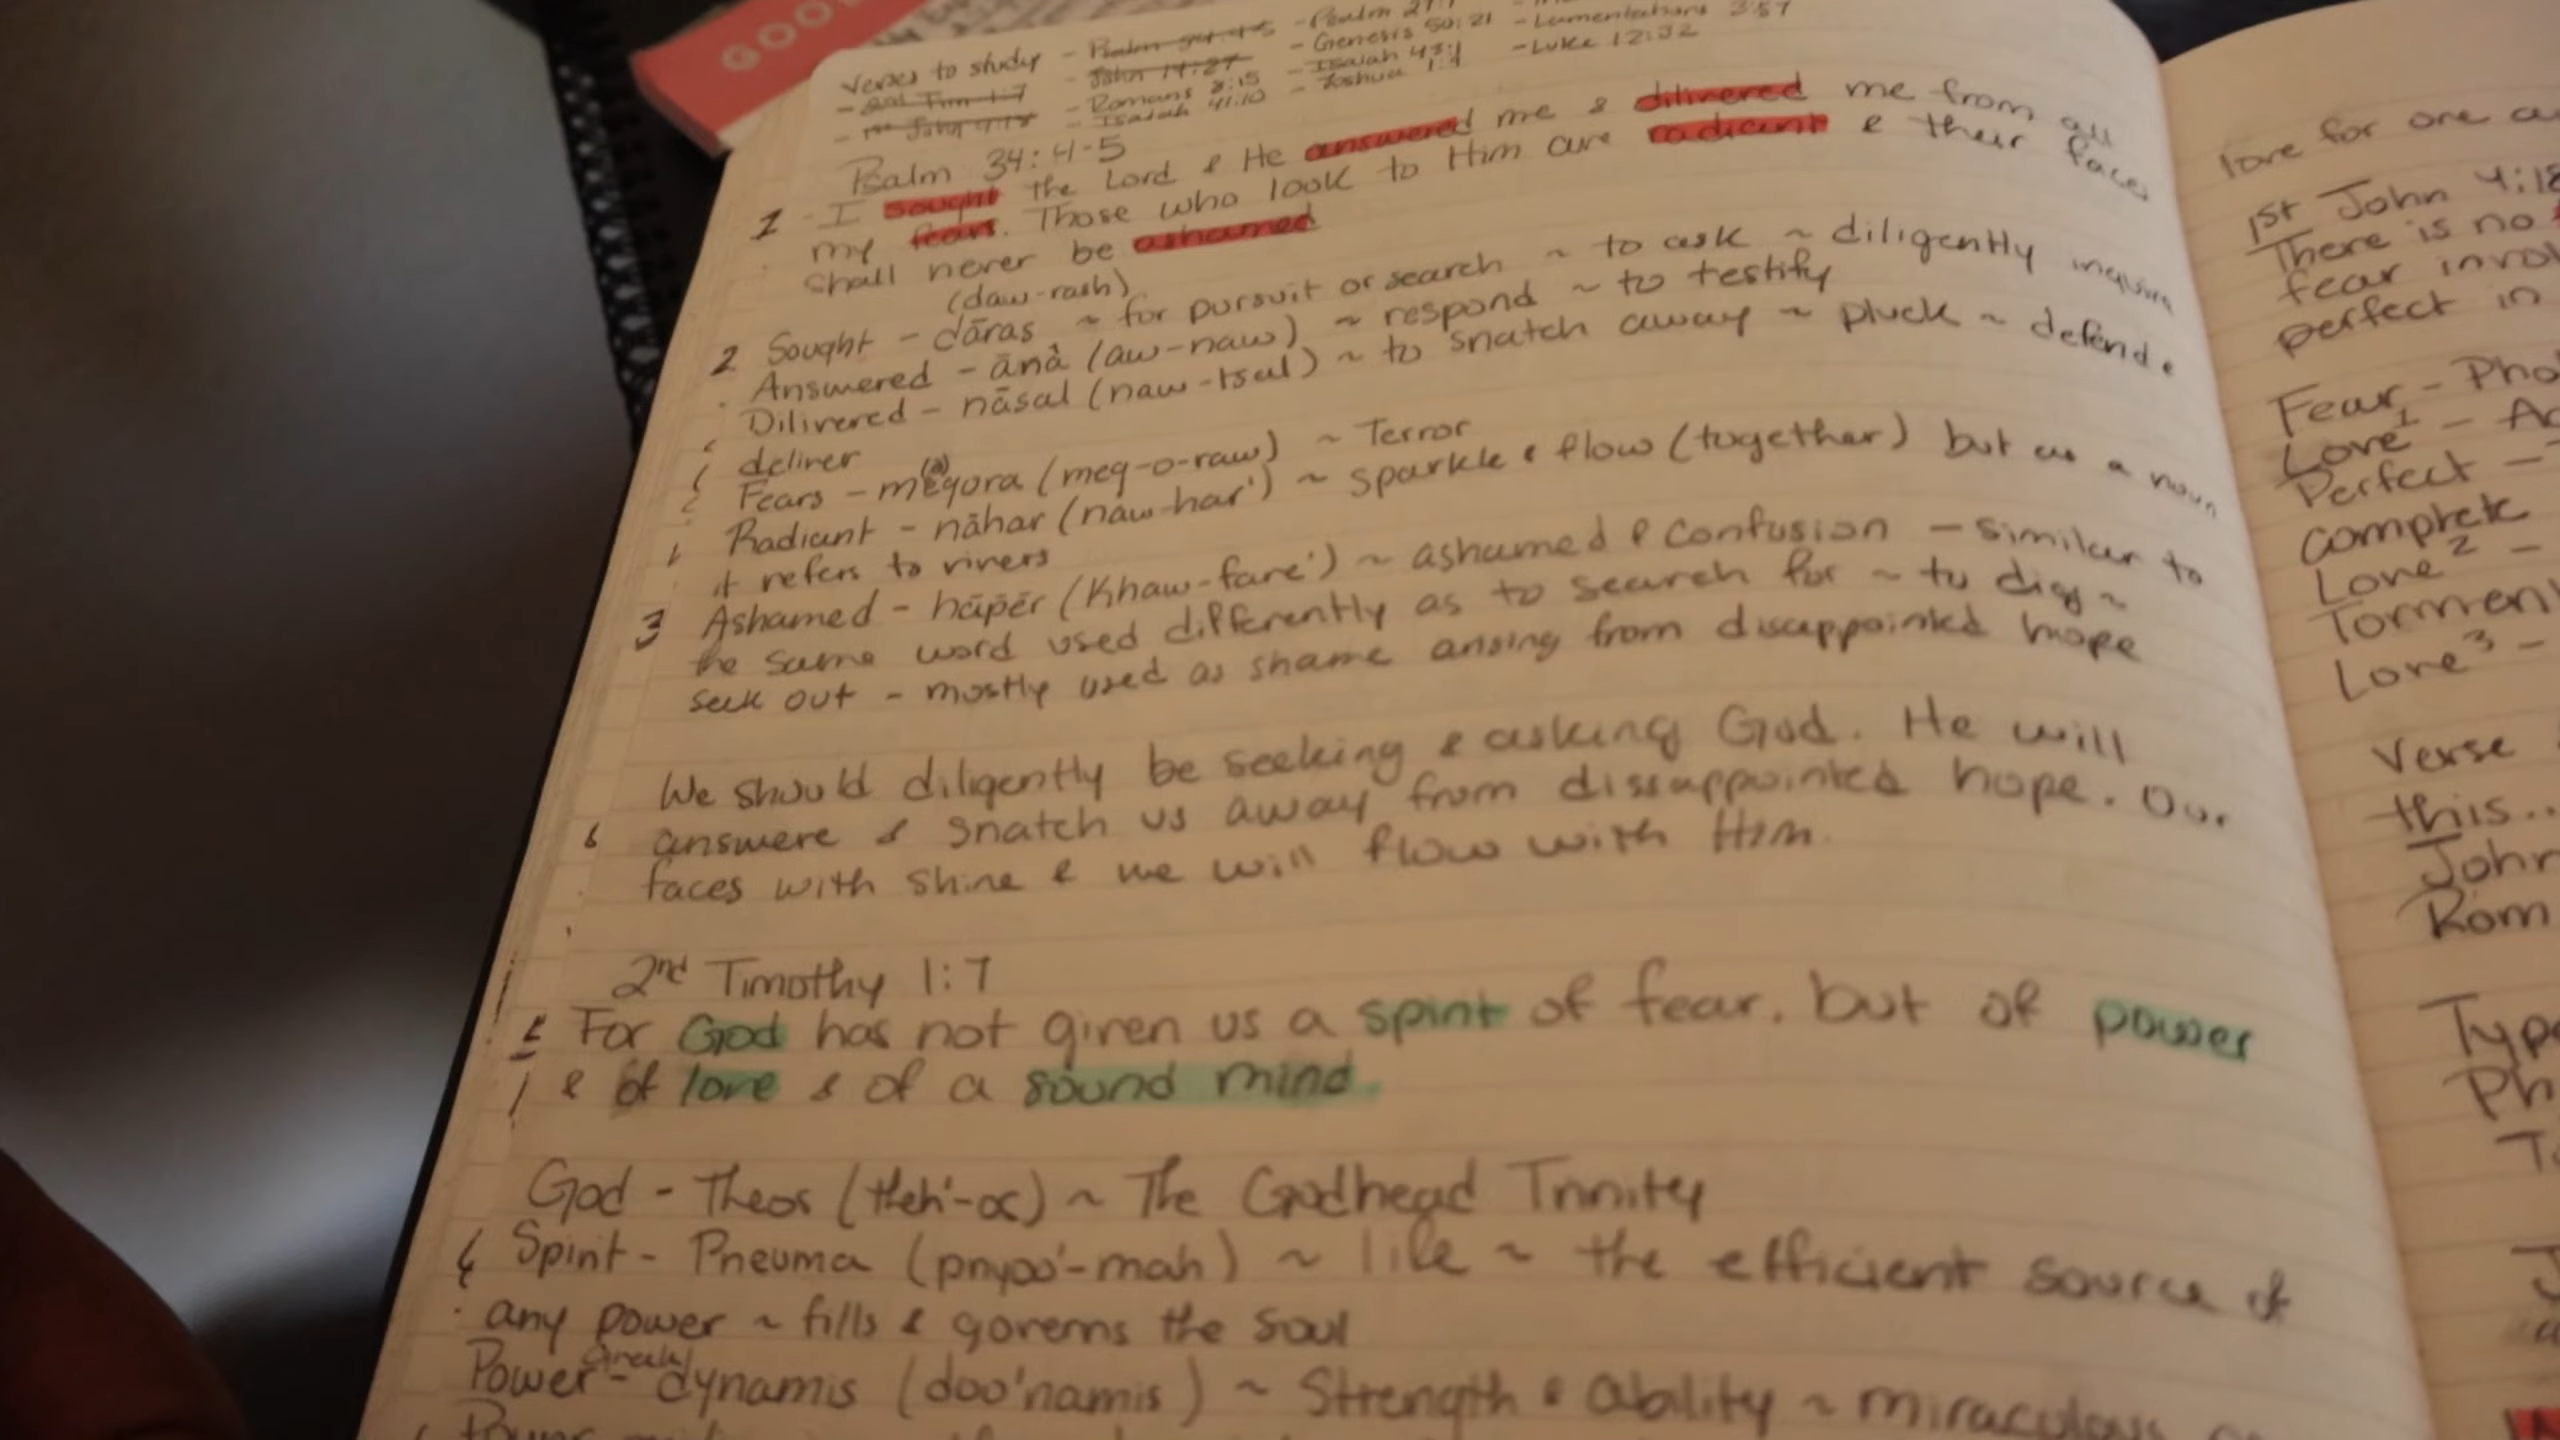 GOO
Verses to study - Psalm 34:4-5 - Psalm 27:1
- 2nd Tim 1:7 - John 14:27 - Genesis 50:21 - Lamentations 3:57
- 1st John 4:18 - Romans 8:15 - Isaiah 43:1 - Luke 12:32
- Isaiah 41:10 - Joshua 1:9
Psalm 34:4-5
1 I sought the Lord & He answered me & dilivered me from all
my fears. Those who look to Him are radiant & their faces
shall never be ashamed
(daw-rash)
2 Sought - dāras ~ for pursuit or search ~ to ask ~ diligently inquire
Answered - ānà (aw-naw) ~ respond ~ to testify
Dilivered - nāsal (naw-tsal) ~ to snatch away ~ pluck ~ defend &
deliver
Fears - megora (meg-o-raw) ~ Terror
Radiant - nāhar (naw-har') ~ sparkle & flow (together) but as a noun
it refers to rivers
3 Ashamed - hāpēr (Khaw-fare') ~ ashamed & confusion - similar to
the same word used differently as to search for ~ to dig ~
seek out - mostly used as shame arising from disappointed hope
We should diligently be seeking & asking God. He will
answere & snatch us away from dissappointed hope. Our
faces with shine & we will flow with Him.
2nd Timothy 1:7
For God has not given us a spirit of fear. but of power
& of love & of a sound mind.
God - Theos (theh'-os) ~ The Godhead Trinity
Spirit - Pneuma (pnyoo'-mah) ~ life ~ the efficient source of
any power ~ fills & governs the soul
Greek
Power - dynamis (doo'namis) ~ Strength & ability ~ miraculous
love for one
1st John 4:18
There is no
fear invol
perfect in
Fear - Pho
Love1 - A
Perfect -
complete
Love2 -
Torment
Love3 -
Verse
this...
John
Rom
Typ
Ph